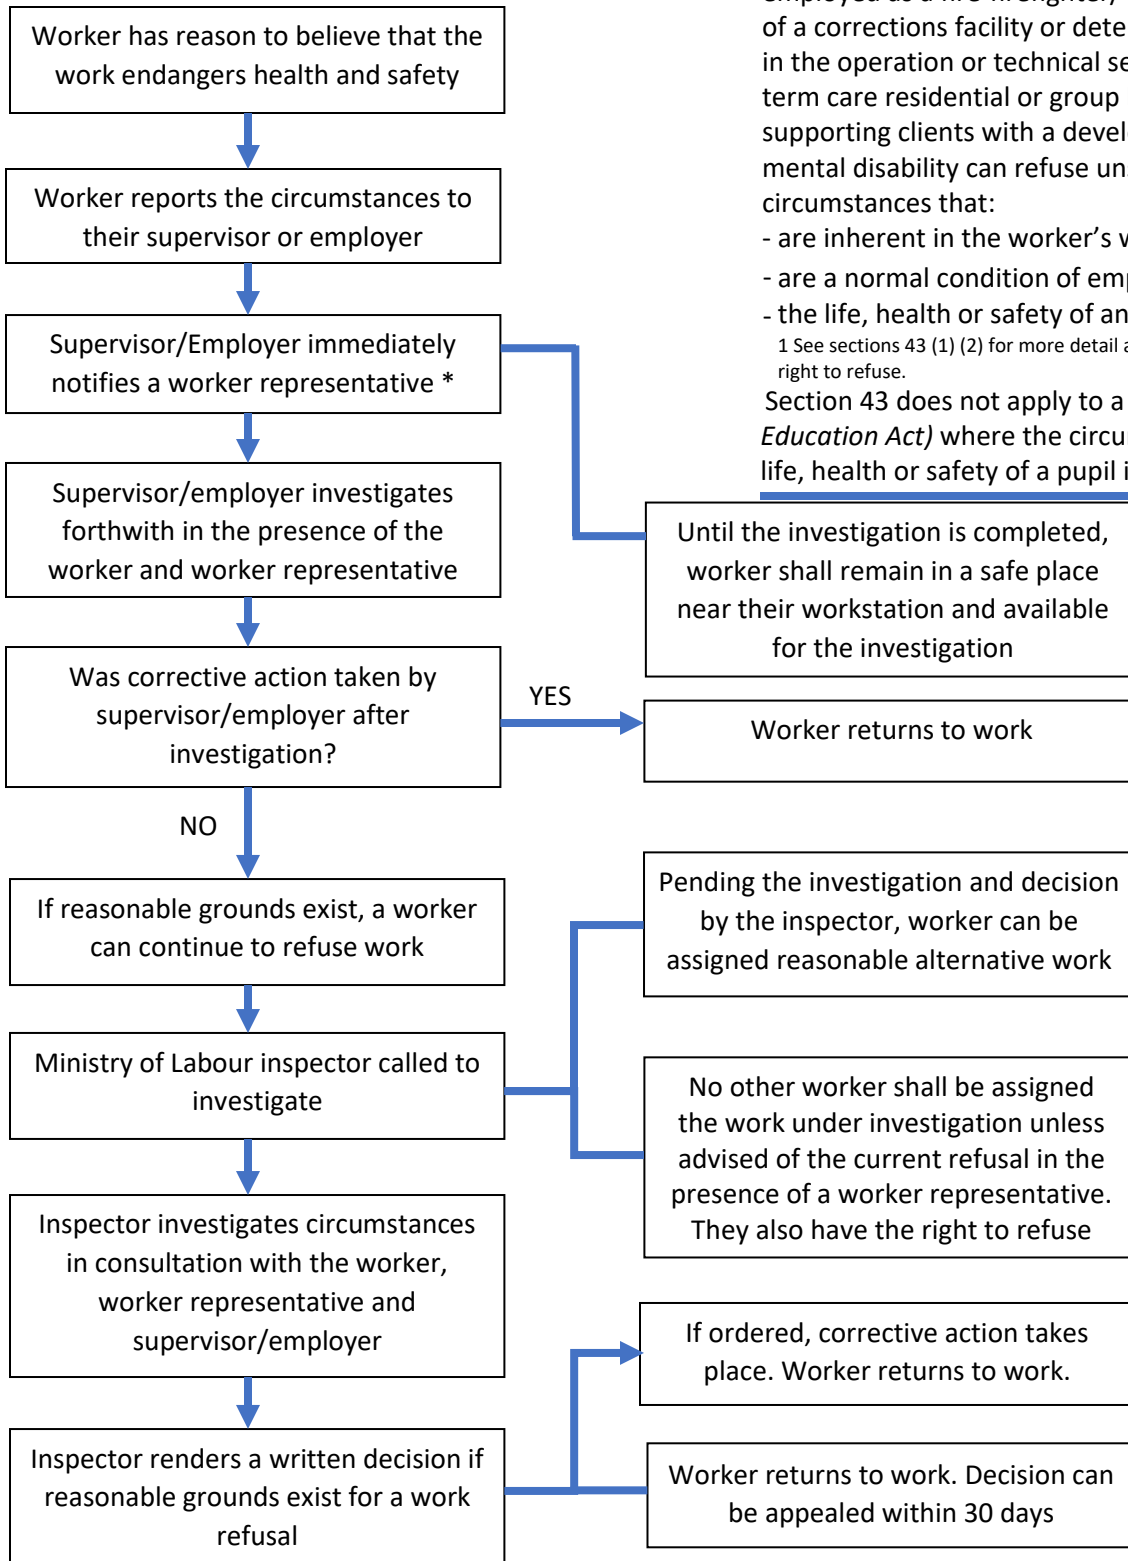 Worker has reason to believe that the
work endangers health and safety
Worker reports the circumstances to
their supervisor or employer
Supervisor/Employer immediately
notifies a worker representative *
Supervisor/employer investigates
forthwith in the presence of the
worker and worker representative
Was corrective action taken by
supervisor/employer after
investigation?
YES
NO
If reasonable grounds exist, a worker
can continue to refuse work
Ministry of Labour inspector called to
investigate
Inspector investigates circumstances
in consultation with the worker,
worker representative and
supervisor/employer
Inspector renders a written decision if
reasonable grounds exist for a work
refusal
of a corrections facility or dete
in the operation or technical se
term care residential or group
supporting clients with a devel
mental disability can refuse uns
circumstances that:
- are inherent in the worker's w
- are a normal condition of emp
- the life, health or safety of an
1 See sections 43 (1) (2) for more detail a
right to refuse.
Section 43 does not apply to a
Education Act) where the circu
life, health or safety of a pupil i
Until the investigation is completed,
worker shall remain in a safe place
near their workstation and available
for the investigation
Worker returns to work
Pending the investigation and decision
by the inspector, worker can be
assigned reasonable alternative work
No other worker shall be assigned
the work under investigation unless
advised of the current refusal in the
presence of a worker representative.
They also have the right to refuse
If ordered, corrective action takes
place. Worker returns to work.
Worker returns to work. Decision can
be appealed within 30 days